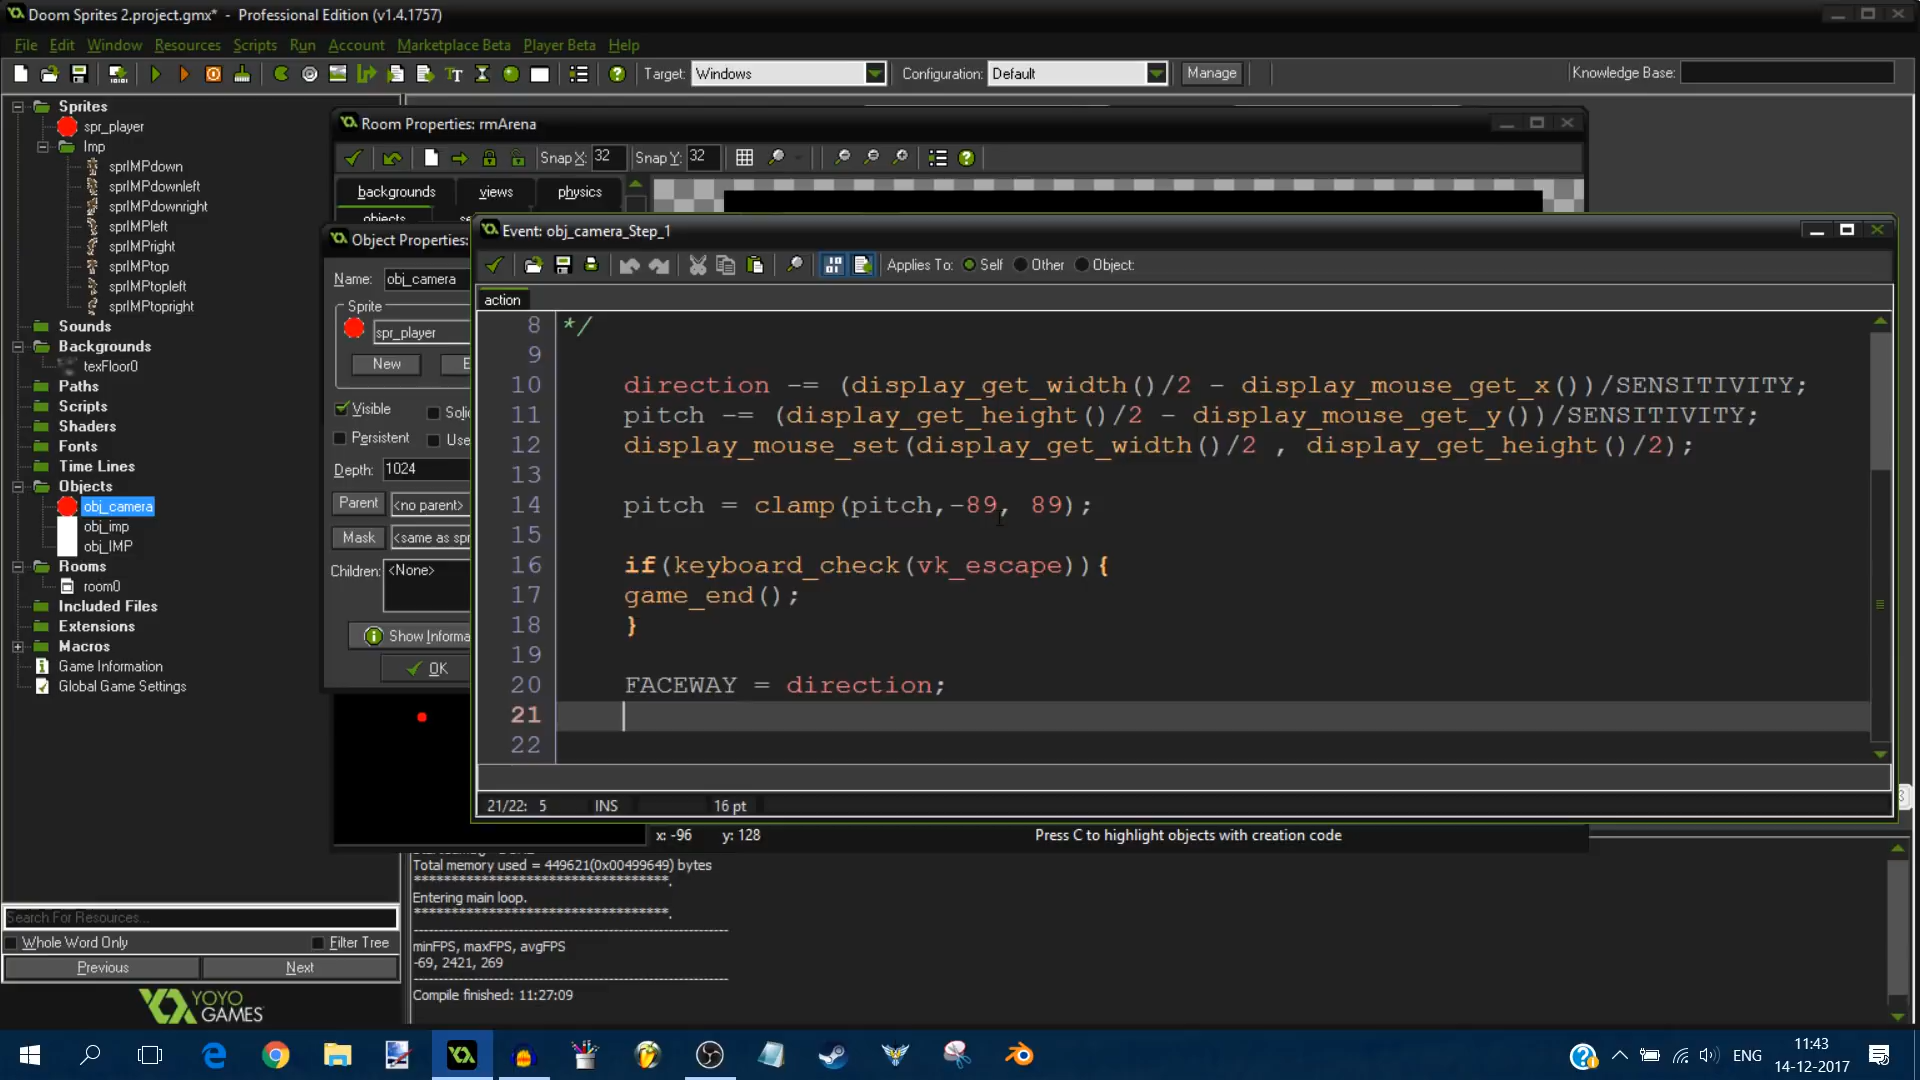 Doom Sprites 2.project.gmx* - Professional Edition (v1.4.1757)
File Edit Window Resources Scripts Run Account Marketplace Beta Player Beta Help
Target: Windows Configuration: Default Manage Knowledge Base:
Sprites
spr_player
Imp
sprIMPdown
sprIMPdownleft
sprIMPdownright
sprIMPleft
sprIMPright
sprIMPtop
sprIMPtopleft
sprIMPtopright
Sounds
Backgrounds
texFloor0
Paths
Scripts
Shaders
Fonts
Time Lines
Objects
obj_camera
obj_imp
obj_IMP
Rooms
room0
Included Files
Extensions
Macros
Game Information
Global Game Settings
Search For Resources...
Whole Word Only Filter Tree
Previous Next
YOYO
GAMES
Room Properties: rmArena
Snap X: 32 Snap Y: 32
backgrounds views physics
objects
Object Properties:
Name: obj_camera
Sprite
spr_player
New
Visible
Persistent
Depth: 1024
Parent <no parent>
Mask
Children: <None>
OK
Event: obj_camera_Step_1
Applies To: Self Other Object:
action
8 */
9
10 direction -= (display_get_width()/2 - display_mouse_get_x())/SENSITIVITY;
11 pitch -= (display_get_height()/2 - display_mouse_get_y())/SENSITIVITY;
12 display_mouse_set(display_get_width()/2 , display_get_height()/2);
13
14 pitch = clamp(pitch,-89, 89);
15
16 if(keyboard_check(vk_escape)){
17 game_end();
18 }
19
20 FACEWAY = direction;
21
22
21/22: 5 INS 16 pt
x: -96 y: 128 Press C to highlight objects with creation code
Total memory used = 449621(0x00499649) bytes
***********************************.
Entering main loop.
***********************************.
minFPS, maxFPS, avgFPS
-69, 2421, 269
Compile finished: 11:27:09
ENG
11:43
14-12-2017